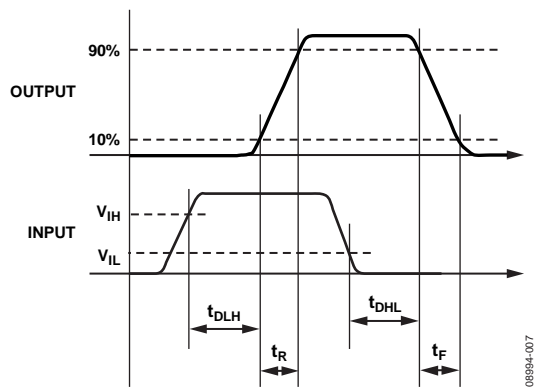 90%
OUTPUT
10%
VIH
INPUT
VIL
tDLH
tDHL
tR
tF
08994-007